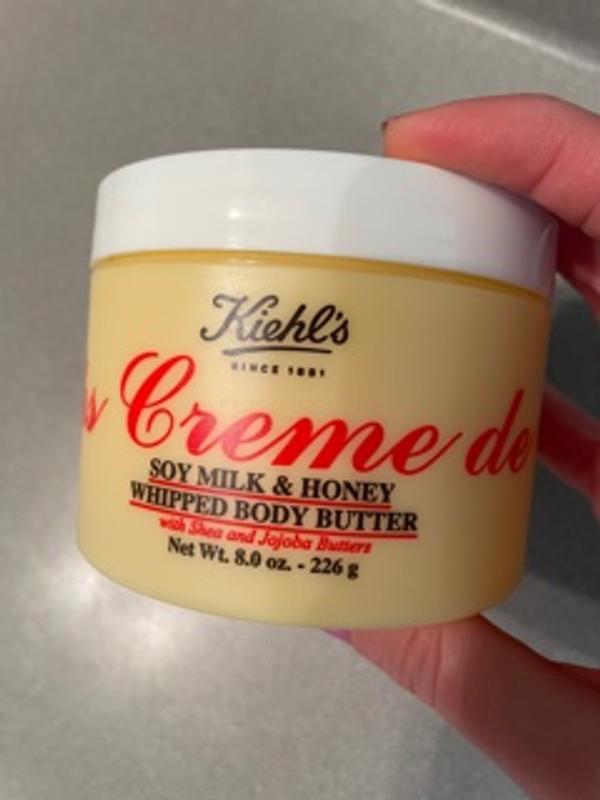 Kiehl's
SINCE 1851
Creme de
SOY MILK & HONEY
WHIPPED BODY BUTTER
with Shea and Jojoba Butters
Net Wt. 8.0 oz. - 226 g